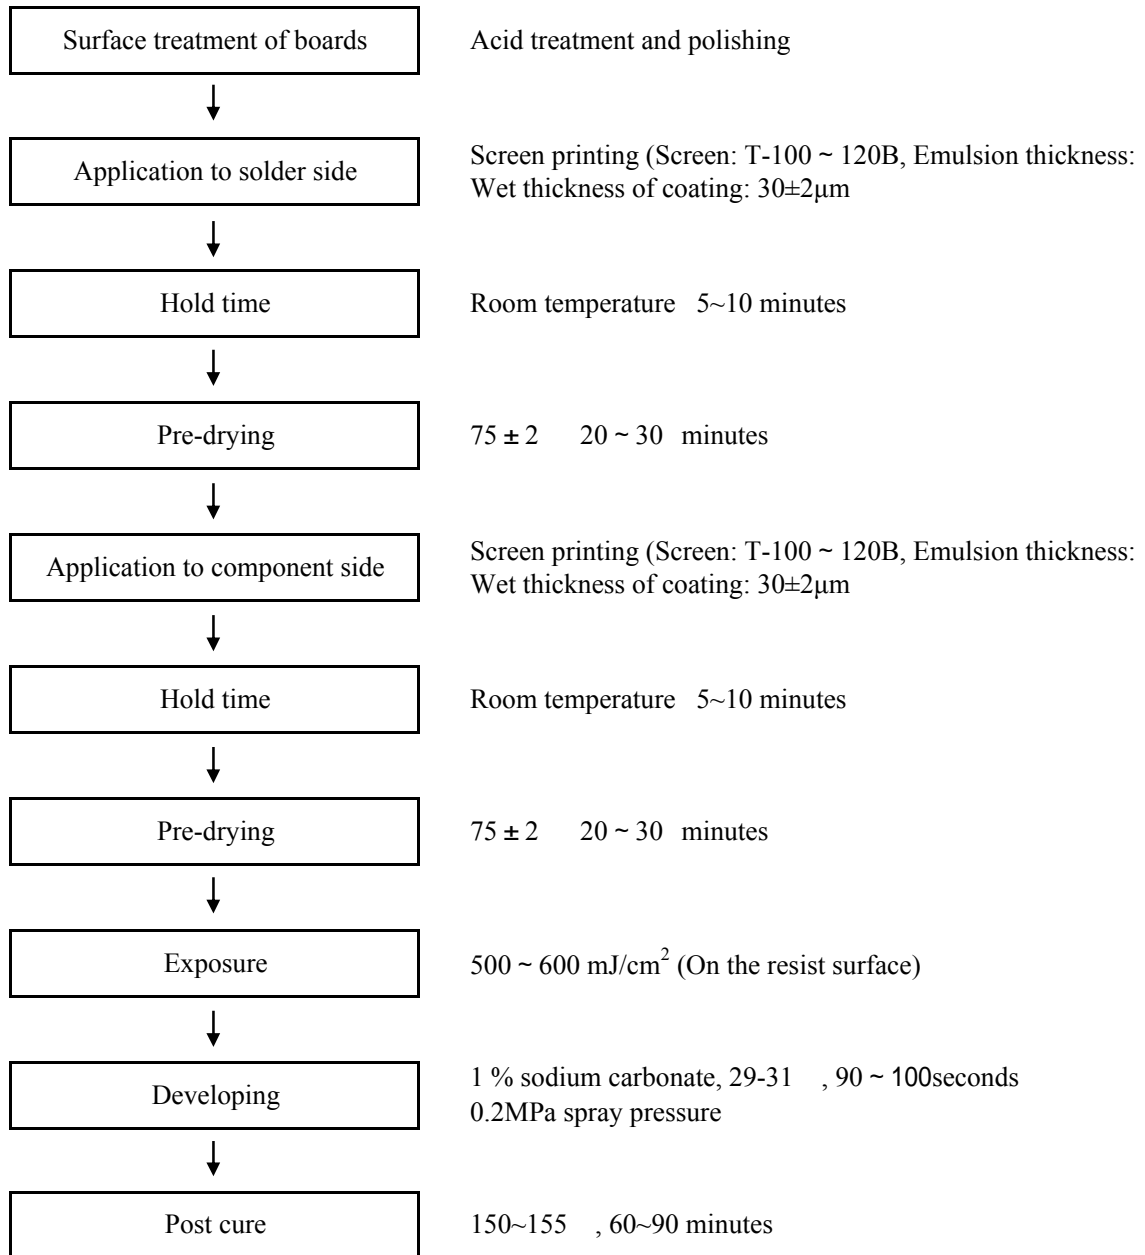 Surface treatment of boards Acid treatment and polishing
Application to solder side Screen printing (Screen: T-100 ~ 120B, Emulsion thickness:
Wet thickness of coating: 30±2μm
Hold time Room temperature 5~10 minutes
Pre-drying 75 ± 2 20 ~ 30 minutes
Application to component side Screen printing (Screen: T-100 ~ 120B, Emulsion thickness:
Wet thickness of coating: 30±2μm
Hold time Room temperature 5~10 minutes
Pre-drying 75 ± 2 20 ~ 30 minutes
Exposure 500 ~ 600 mJ/cm² (On the resist surface)
Developing 1 % sodium carbonate, 29-31 , 90 ~ 100seconds
0.2MPa spray pressure
Post cure 150~155 , 60~90 minutes